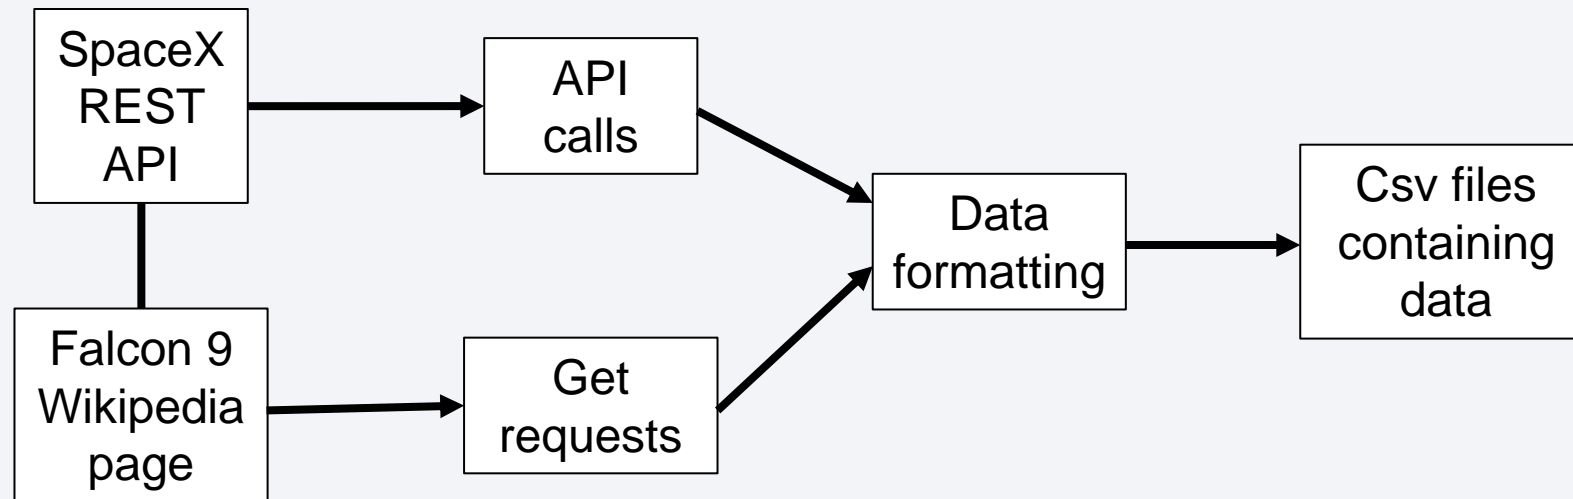 SpaceX
REST
API
API
calls
Data
formatting
Csv files
containing
data
Falcon 9
Wikipedia
page
Get
requests